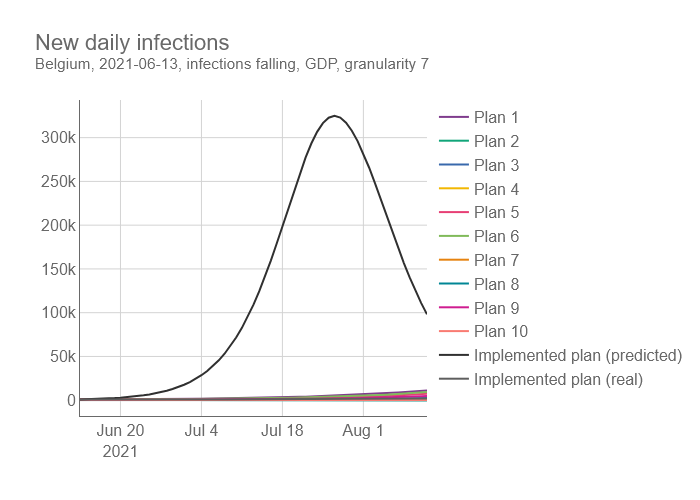 New daily infections
Belgium, 2021-06-13, infections falling, GDP, granularity 7
300k
250k
200k
150k
100k
50k
0
Jun 20
2021
Jul 4
Jul 18
Aug 1
Plan 1
Plan 2
Plan 3
Plan 4
Plan 5
Plan 6
Plan 7
Plan 8
Plan 9
Plan 10
Implemented plan (predicted)
Implemented plan (real)